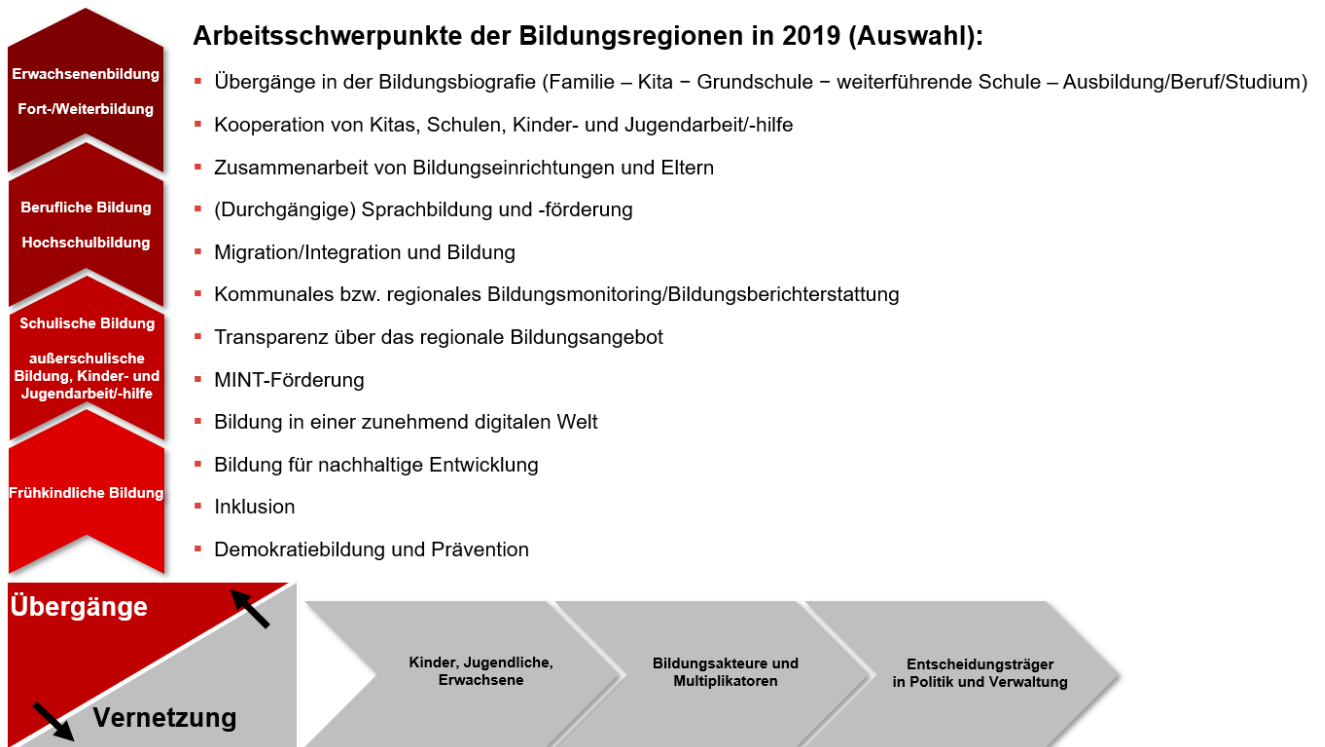 Arbeitsschwerpunkte der Bildungsregionen in 2019 (Auswahl):
Übergänge in der Bildungsbiografie (Familie – Kita − Grundschule − weiterführende Schule – Ausbildung/Beruf/Studium)
Kooperation von Kitas, Schulen, Kinder- und Jugendarbeit/-hilfe
Zusammenarbeit von Bildungseinrichtungen und Eltern
(Durchgängige) Sprachbildung und -förderung
Migration/Integration und Bildung
Kommunales bzw. regionales Bildungsmonitoring/Bildungsberichterstattung
Transparenz über das regionale Bildungsangebot
MINT-Förderung
Bildung in einer zunehmend digitalen Welt
Bildung für nachhaltige Entwicklung
Inklusion
Demokratiebildung und Prävention
Erwachsenenbildung
Fort-/Weiterbildung
Berufliche Bildung
Hochschulbildung
Schulische Bildung
außerschulische
Bildung, Kinder- und
Jugendarbeit/-hilfe
Frühkindliche Bildung
Übergänge
Vernetzung
Kinder, Jugendliche,
Erwachsene
Bildungsakteure und
Multiplikatoren
Entscheidungsträger
in Politik und Verwaltung